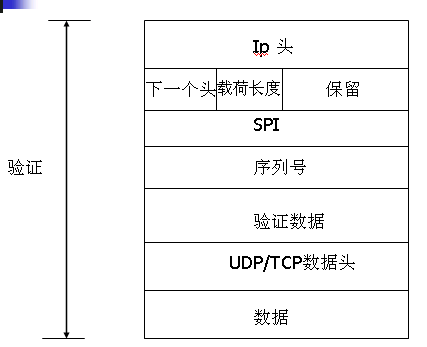 Ip 头
下一个头 载荷长度 保留
SPI
验证
序列号
验证数据
UDP/TCP数据头
数据